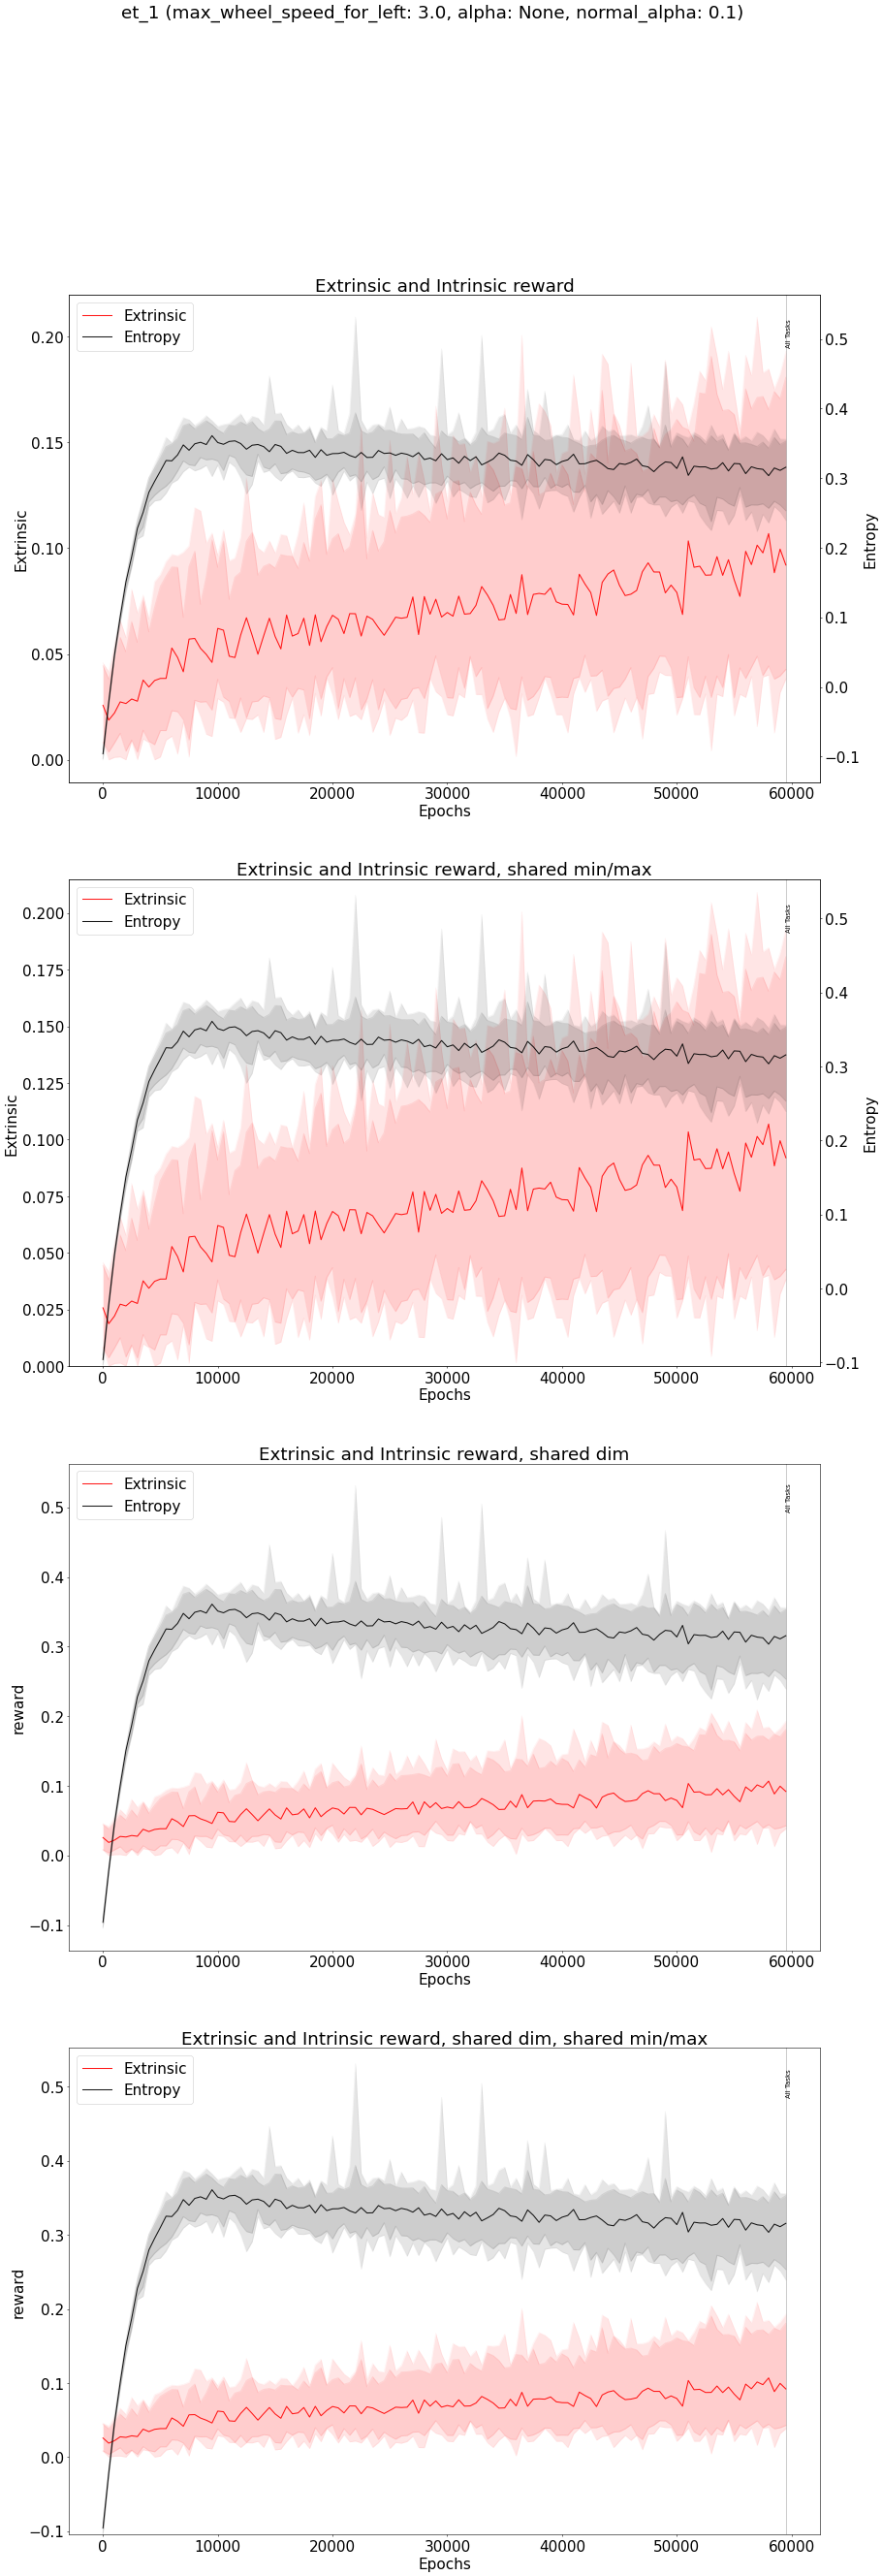 et_1 (max_wheel_speed_for_left: 3.0, alpha: None, normal_alpha: 0.1)
Extrinsic and Intrinsic reward
Extrinsic
Entropy
All Tasks
0.20
0.15
0.10
0.05
0.00
Extrinsic
0.5
0.4
0.3
0.2
0.1
0.0
−0.1
Entropy
0 10000 20000 30000 40000 50000 60000
Epochs
Extrinsic and Intrinsic reward, shared min/max
Extrinsic
Entropy
All Tasks
0.200
0.175
0.150
0.125
0.100
0.075
0.050
0.025
0.000
Extrinsic
0.5
0.4
0.3
0.2
0.1
0.0
−0.1
Entropy
0 10000 20000 30000 40000 50000 60000
Epochs
Extrinsic and Intrinsic reward, shared dim
Extrinsic
Entropy
All Tasks
0.5
0.4
0.3
0.2
0.1
0.0
−0.1
reward
0 10000 20000 30000 40000 50000 60000
Epochs
Extrinsic and Intrinsic reward, shared dim, shared min/max
Extrinsic
Entropy
All Tasks
0.5
0.4
0.3
0.2
0.1
0.0
−0.1
reward
0 10000 20000 30000 40000 50000 60000
Epochs